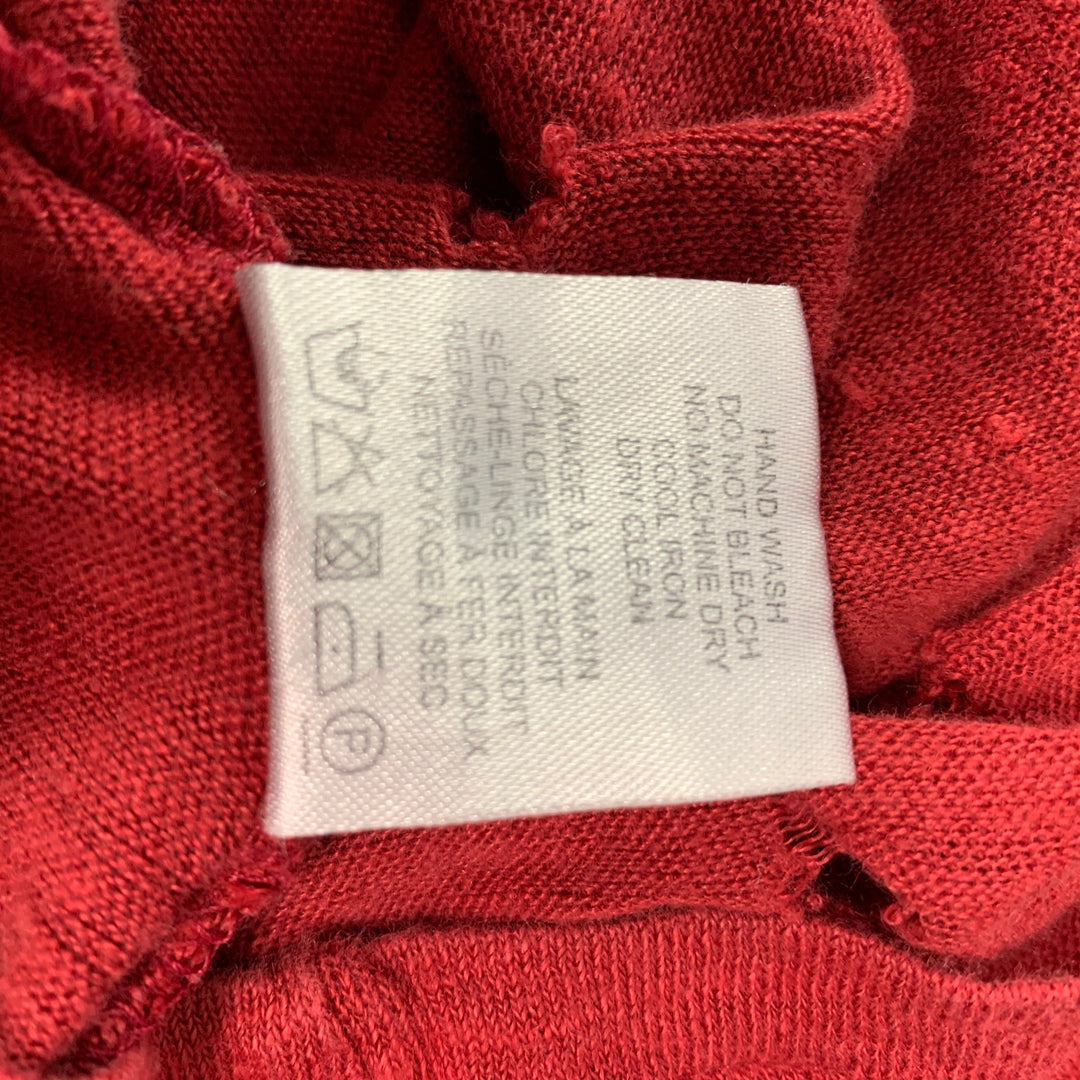 HAND WASH
DO NOT BLEACH
NO MACHINE DRY
COOL IRON
DRY CLEAN
LAVAGE À LA MAIN
CHLORE INTERDIT
SÈCHE-LINGE INTERDIT
REPASSAGE À FER DOUX
NETTOYAGE À SEC
P